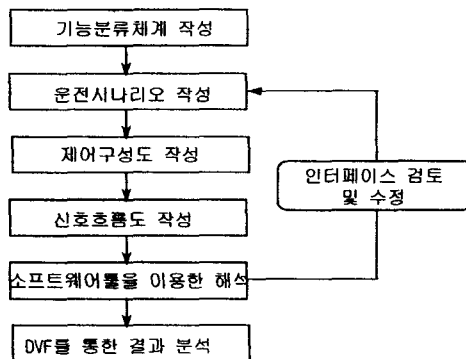 기능분류체계 작성
운전시나리오 작성
제어구성도 작성
인터페이스 검토
및 수정
신호흐름도 작성
소프트웨어툴을 이용한 해석
DVF를 통한 결과 분석